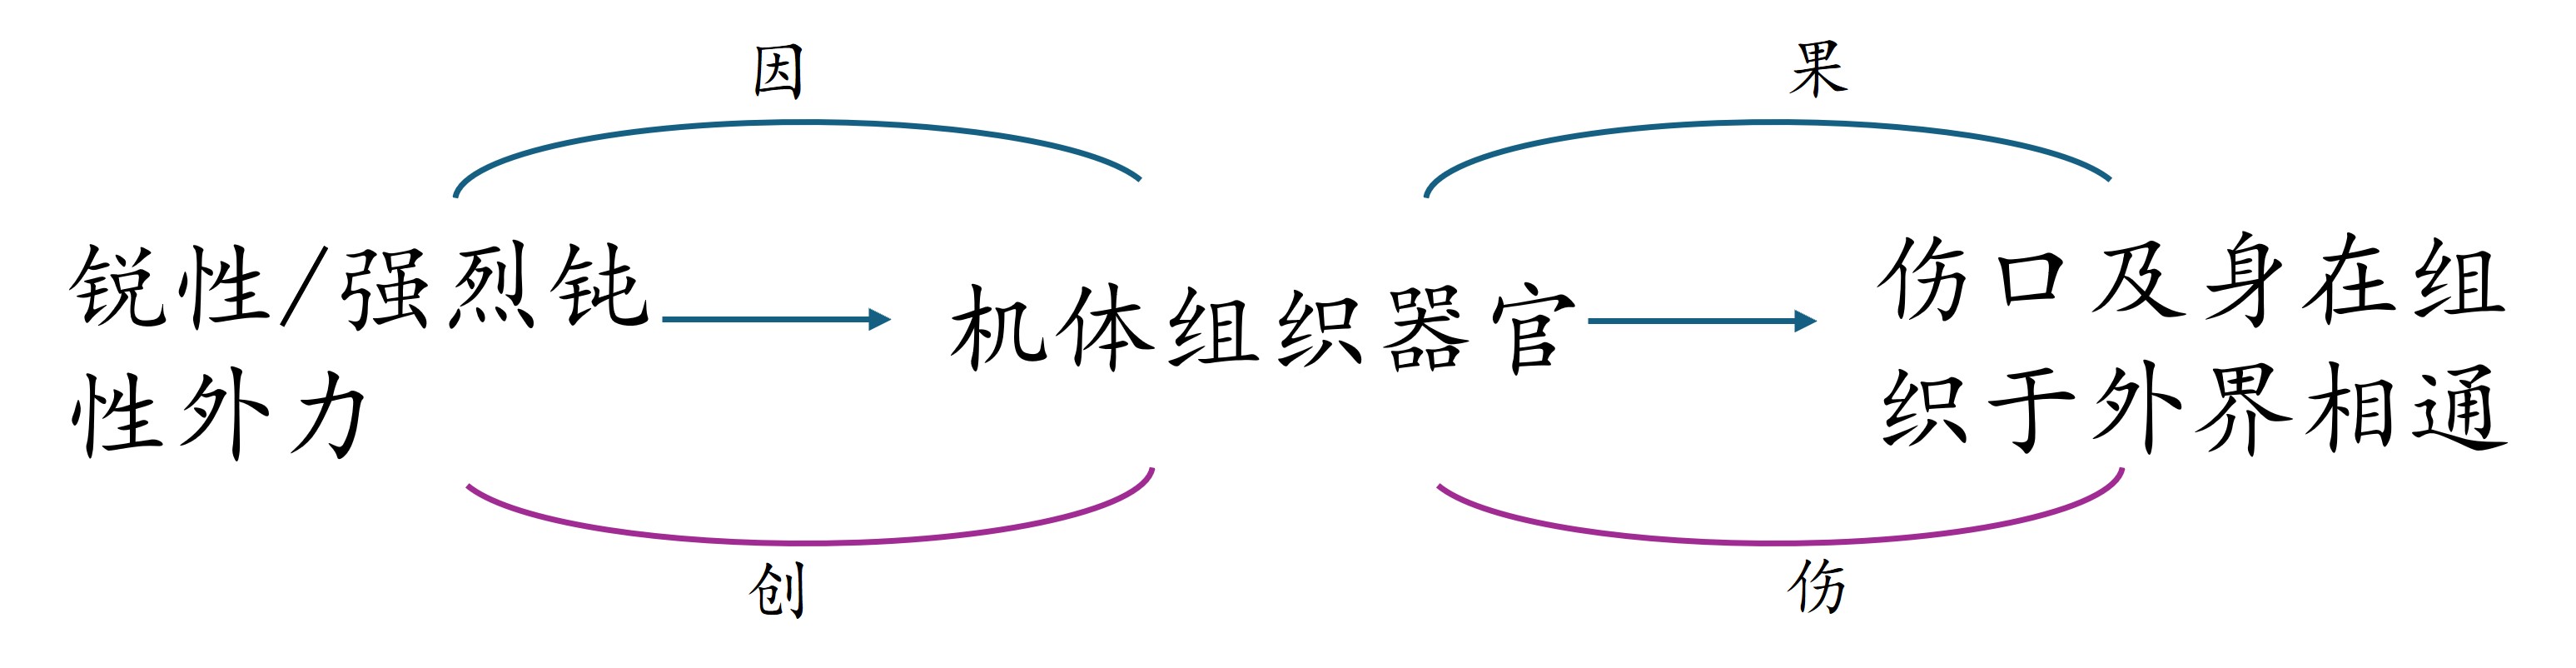 因
果
锐性/强烈钝
性外力
机体组织器官
伤口及身在组
织于外界相通
创
伤